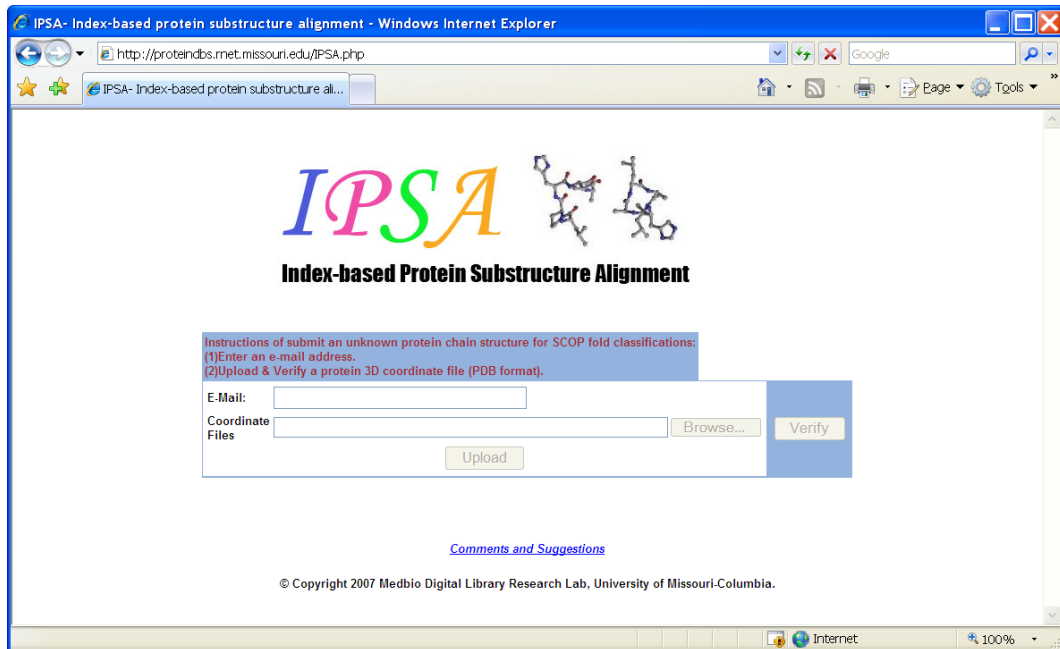 IPSA- Index-based protein substructure alignment - Windows Internet Explorer
http://proteindbs.rnet.missouri.edu/IPSA.php
Google
IPSA- Index-based protein substructure ali...
Page
Tools
»
IPSA
Index-based Protein Substructure Alignment
Instructions of submit an unknown protein chain structure for SCOP fold classifications:
(1)Enter an e-mail address.
(2)Upload & Verify a protein 3D coordinate file (PDB format).
E-Mail:
Coordinate
Files
Browse...
Verify
Upload
Comments and Suggestions
© Copyright 2007 Medbio Digital Library Research Lab, University of Missouri-Columbia.
Internet
100%